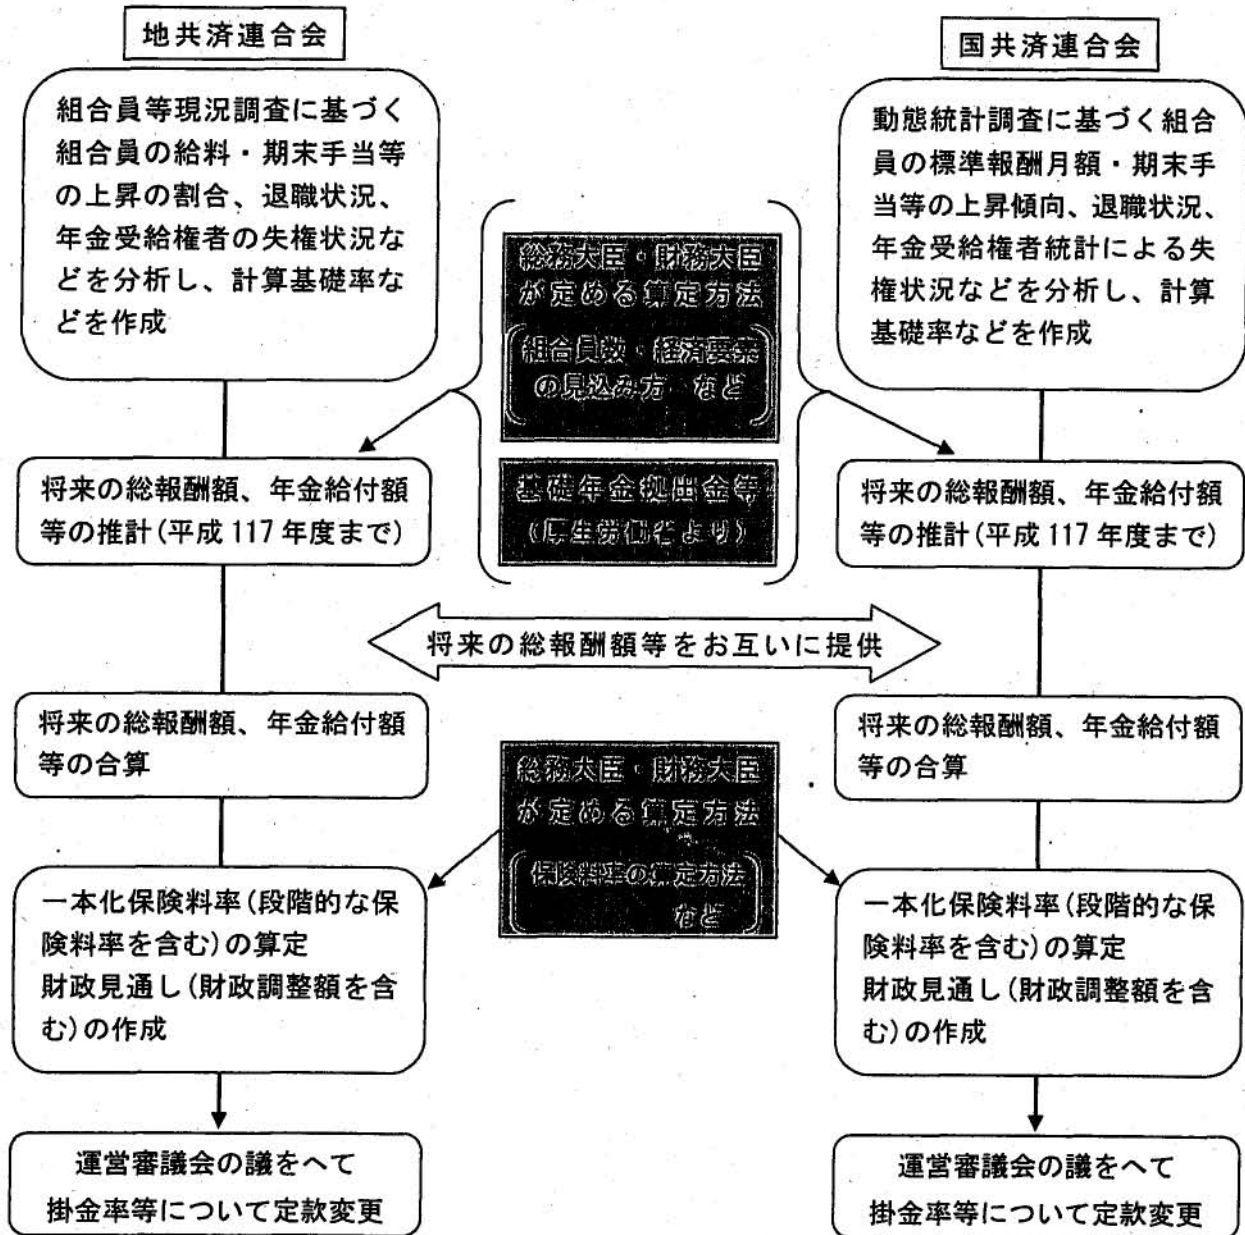 地共済連合会
組合員等現況調査に基づく
組合員の給料・期末手当等
の上昇の割合、退職状況、
年金受給権者の失権状況な
どを分析し、計算基礎率な
どを作成
国共済連合会
動態統計調査に基づく組合
員の標準報酬月額・期末手
当等の上昇傾向、退職状況、
年金受給権者統計による失
権状況などを分析し、計算
基礎率などを作成
総務大臣・財務大臣
が定める算定方法
組合員数・経済要素
の見込み方 など
基礎年金拠出金等
(厚生労働省より)
将来の総報酬額、年金給付額
等の推計(平成117年度まで)
将来の総報酬額、年金給付額
等の推計(平成117年度まで)
将来の総報酬額等をお互いに提供
将来の総報酬額、年金給付額
等の合算
将来の総報酬額、年金給付額
等の合算
総務大臣・財務大臣
が定める算定方法
保険料率の算定方法
など
一本化保険料率(段階的な保
険料率を含む)の算定
財政見通し(財政調整額を含
む)の作成
一本化保険料率(段階的な保
険料率を含む)の算定
財政見通し(財政調整額を含
む)の作成
運営審議会の議をへて
掛金率等について定款変更
運営審議会の議をへて
掛金率等について定款変更